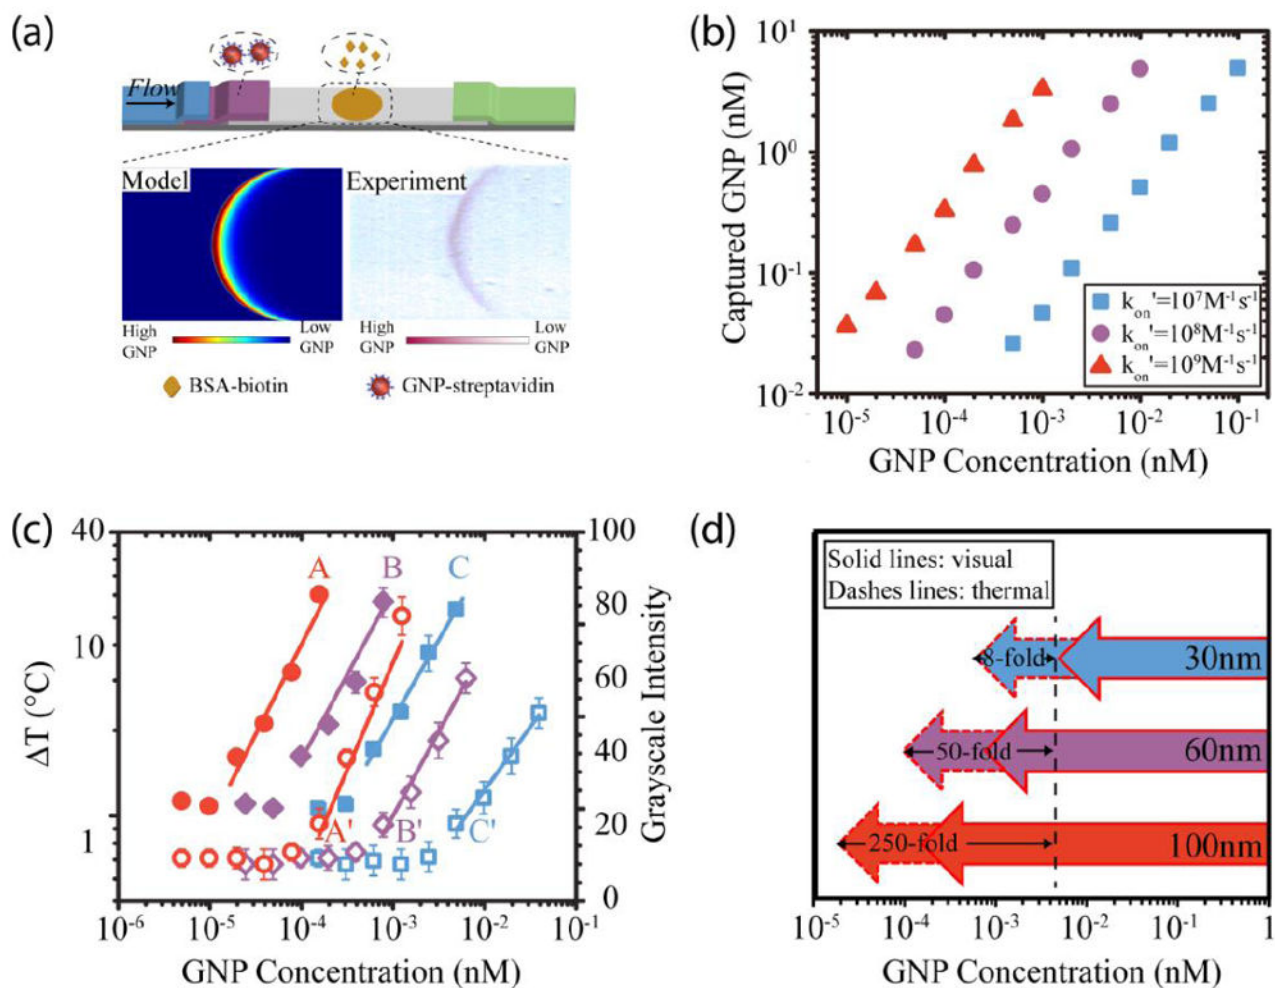 (a)
Flow
Model
Experiment
High GNP
Low GNP
High GNP
Low GNP
BSA-biotin
GNP-streptavidin
(b)
Captured GNP (nM)
10¹
10⁰
10⁻¹
10⁻²
kon'=10⁷M⁻¹s⁻¹
kon'=10⁸M⁻¹s⁻¹
kon'=10⁹M⁻¹s⁻¹
10⁻⁵ 10⁻⁴ 10⁻³ 10⁻² 10⁻¹
GNP Concentration (nM)
(c)
ΔT (°C)
40
10
1
A B C
A' B' C'
100
80
60
40
20
0
Grayscale Intensity
10⁻⁶ 10⁻⁵ 10⁻⁴ 10⁻³ 10⁻² 10⁻¹
GNP Concentration (nM)
(d)
Solid lines: visual
Dashes lines: thermal
8-fold 30nm
50-fold 60nm
250-fold 100nm
10⁻⁵ 10⁻⁴ 10⁻³ 10⁻² 10⁻¹ 1
GNP Concentration (nM)